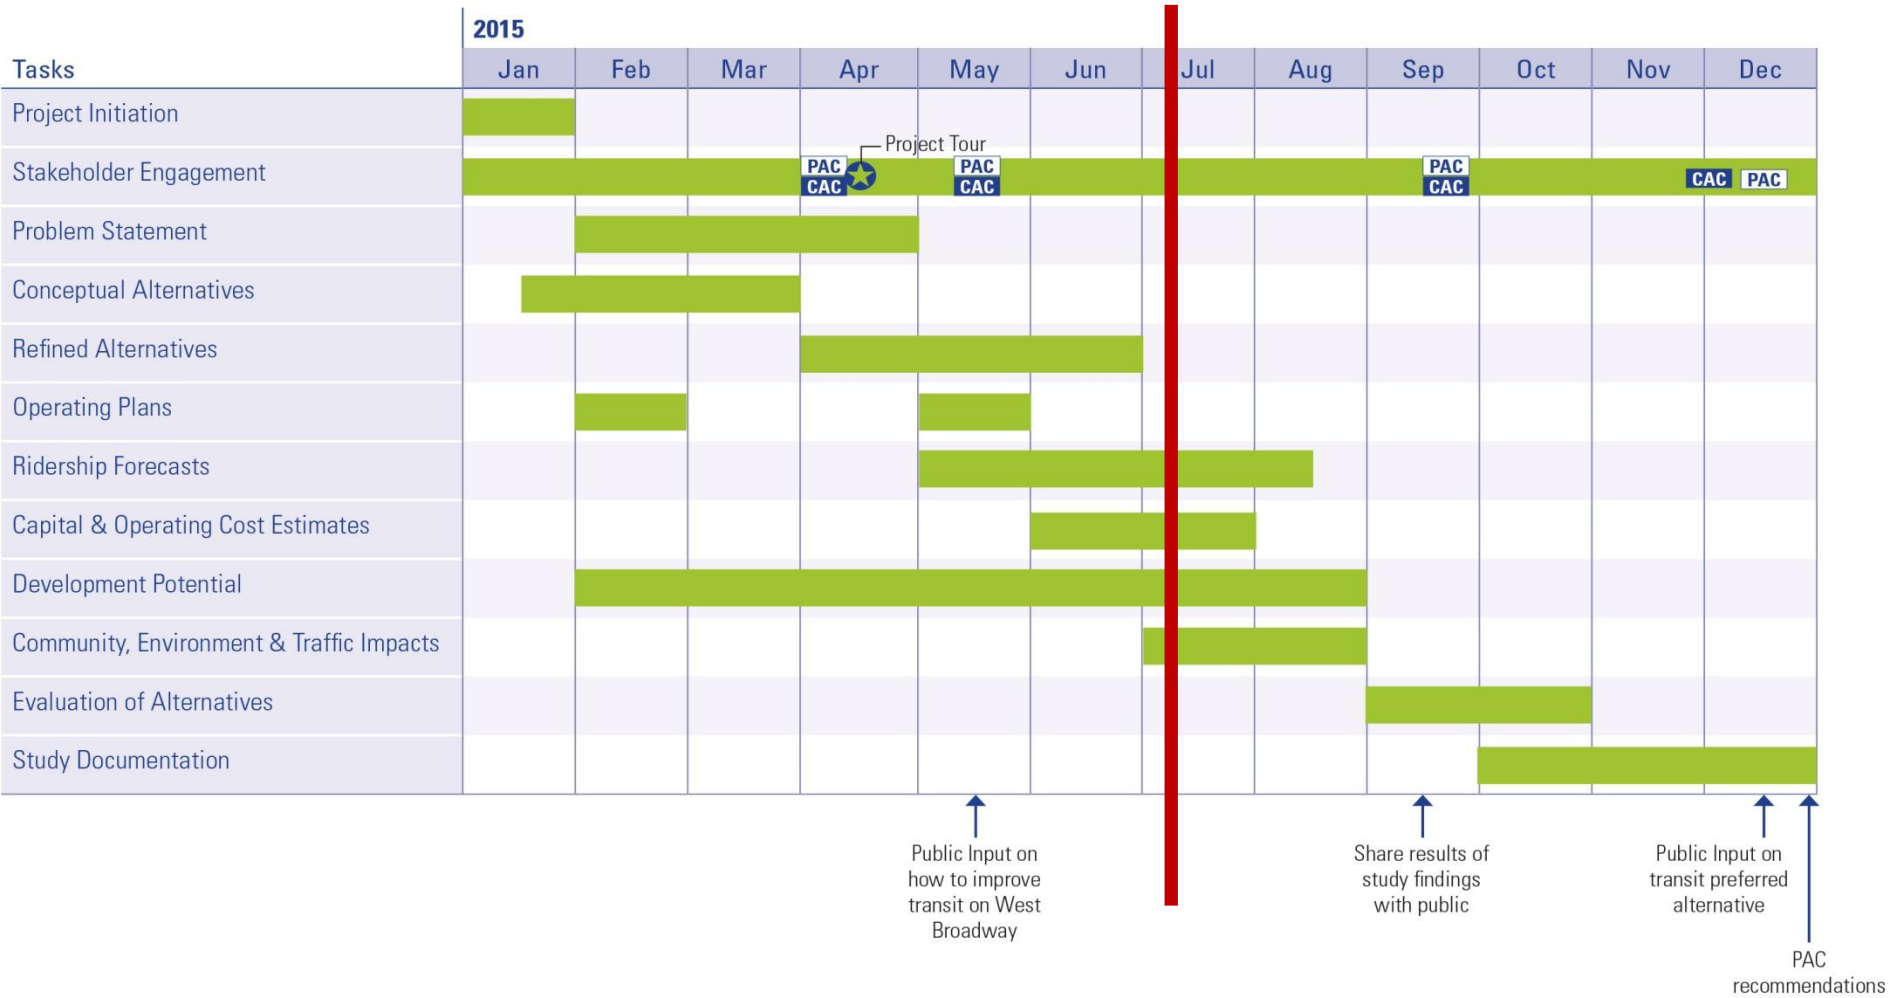 2015
Tasks
Jan Feb Mar Apr May Jun Jul Aug Sep Oct Nov Dec
Project Initiation
Project Tour
Stakeholder Engagement
PAC PAC PAC
CAC CAC CAC
CAC PAC
Problem Statement
Conceptual Alternatives
Refined Alternatives
Operating Plans
Ridership Forecasts
Capital & Operating Cost Estimates
Development Potential
Community, Environment & Traffic Impacts
Evaluation of Alternatives
Study Documentation
Public Input on
how to improve
transit on West
Broadway
Share results of
study findings
with public
Public Input on
transit preferred
alternative
PAC
recommendations